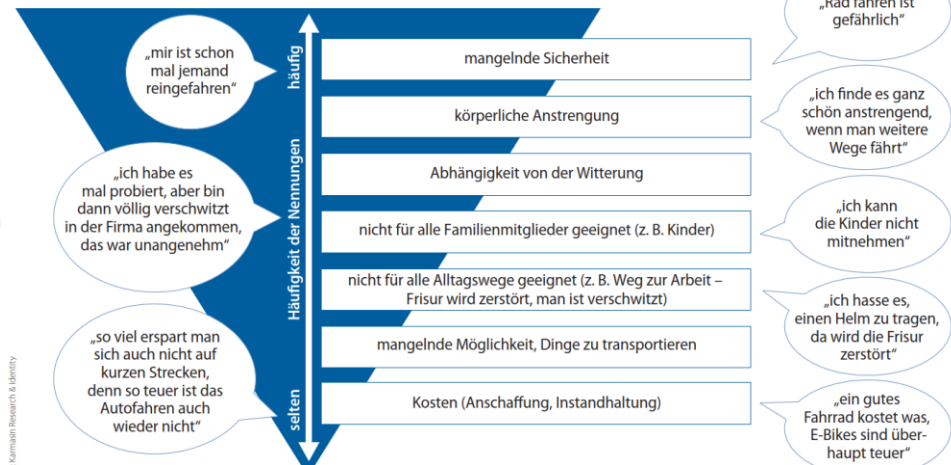 „Rad fahren ist
gefährlich“
„mir ist schon
mal jemand
reingefahren“
häufig
mangelnde Sicherheit
körperliche Anstrengung
„ich finde es ganz
schön anstrengend,
wenn man weitere
Wege fährt“
„ich habe es
mal probiert, aber bin
dann völlig verschwitzt
in der Firma angekommen,
das war unangenehm“
Häufigkeit der Nennungen
Abhängigkeit von der Witterung
nicht für alle Familienmitglieder geeignet (z. B. Kinder)
„ich kann
die Kinder nicht
mitnehmen“
nicht für alle Alltagswege geeignet (z. B. Weg zur Arbeit –
Frisur wird zerstört, man ist verschwitzt)
„ich hasse es,
einen Helm zu tragen,
da wird die Frisur
zerstört“
„so viel erspart man
sich auch nicht auf
kurzen Strecken,
denn so teuer ist das
Autofahren auch
wieder nicht“
mangelnde Möglichkeit, Dinge zu transportieren
selten
Kosten (Anschaffung, Instandhaltung)
„ein gutes
Fahrrad kostet was,
E-Bikes sind über-
haupt teuer“
Karmasin Research & Identity